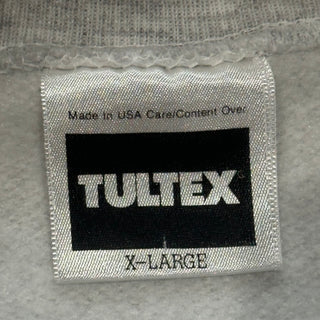 Made In USA Care/Content Over
TULTEX
X-LARGE